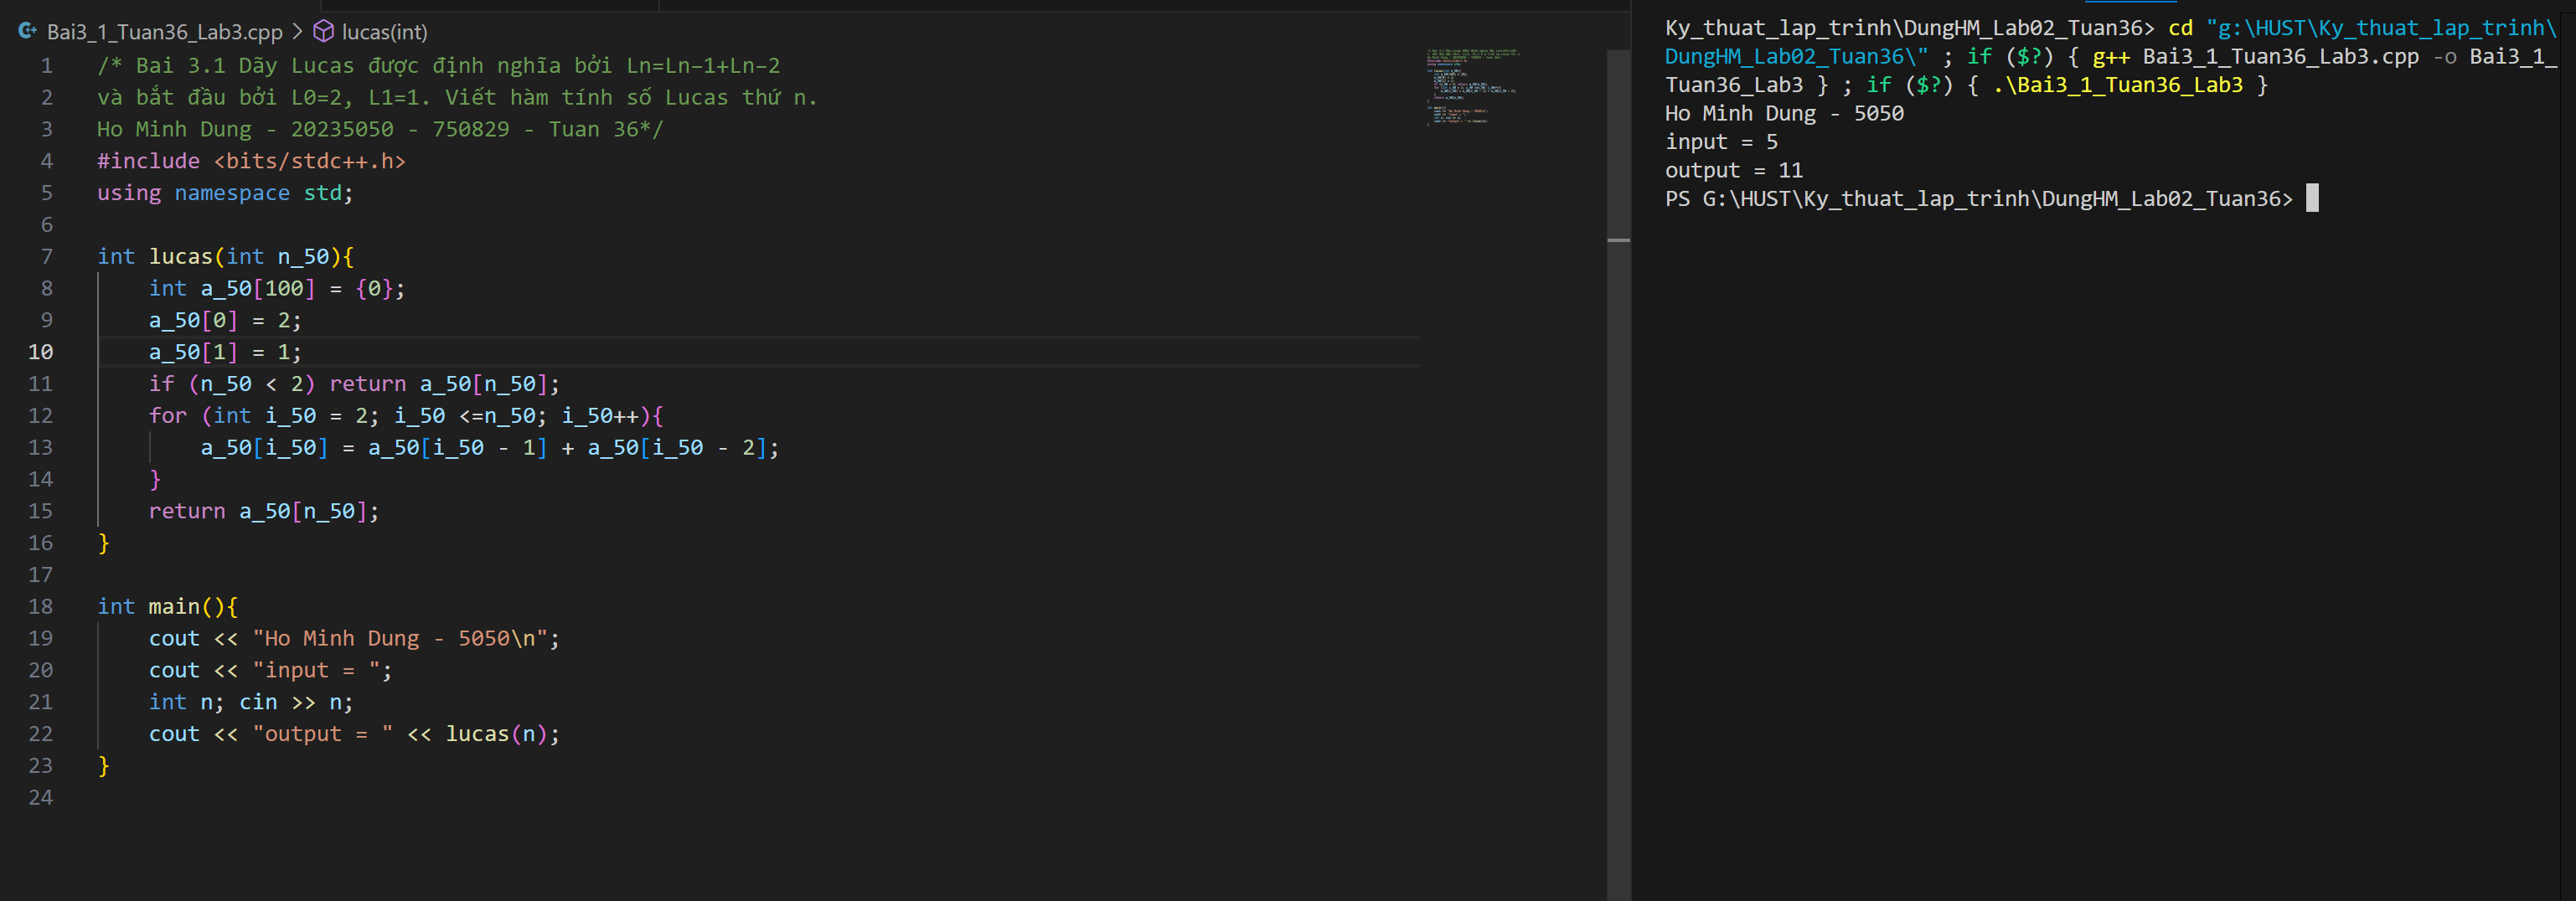 Bai3_1_Tuan36_Lab3.cpp > lucas(int)
1 /* Bai 3.1 Dãy Lucas được định nghĩa bởi Ln=Ln−1+Ln−2
2 và bắt đầu bởi L0=2, L1=1. Viết hàm tính số Lucas thứ n.
3 Ho Minh Dung - 20235050 - 750829 - Tuan 36*/
4 #include <bits/stdc++.h>
5 using namespace std;
6
7 int lucas(int n_50){
8     int a_50[100] = {0};
9     a_50[0] = 2;
10     a_50[1] = 1;
11     if (n_50 < 2) return a_50[n_50];
12     for (int i_50 = 2; i_50 <=n_50; i_50++){
13         a_50[i_50] = a_50[i_50 - 1] + a_50[i_50 - 2];
14     }
15     return a_50[n_50];
16 }
17
18 int main(){
19     cout << "Ho Minh Dung - 5050\n";
20     cout << "input = ";
21     int n; cin >> n;
22     cout << "output = " << lucas(n);
23 }
24
Ky_thuat_lap_trinh\DungHM_Lab02_Tuan36> cd "g:\HUST\Ky_thuat_lap_trinh\
DungHM_Lab02_Tuan36\" ; if ($?) { g++ Bai3_1_Tuan36_Lab3.cpp -o Bai3_1_
Tuan36_Lab3 } ; if ($?) { .\Bai3_1_Tuan36_Lab3 }
Ho Minh Dung - 5050
input = 5
output = 11
PS G:\HUST\Ky_thuat_lap_trinh\DungHM_Lab02_Tuan36>